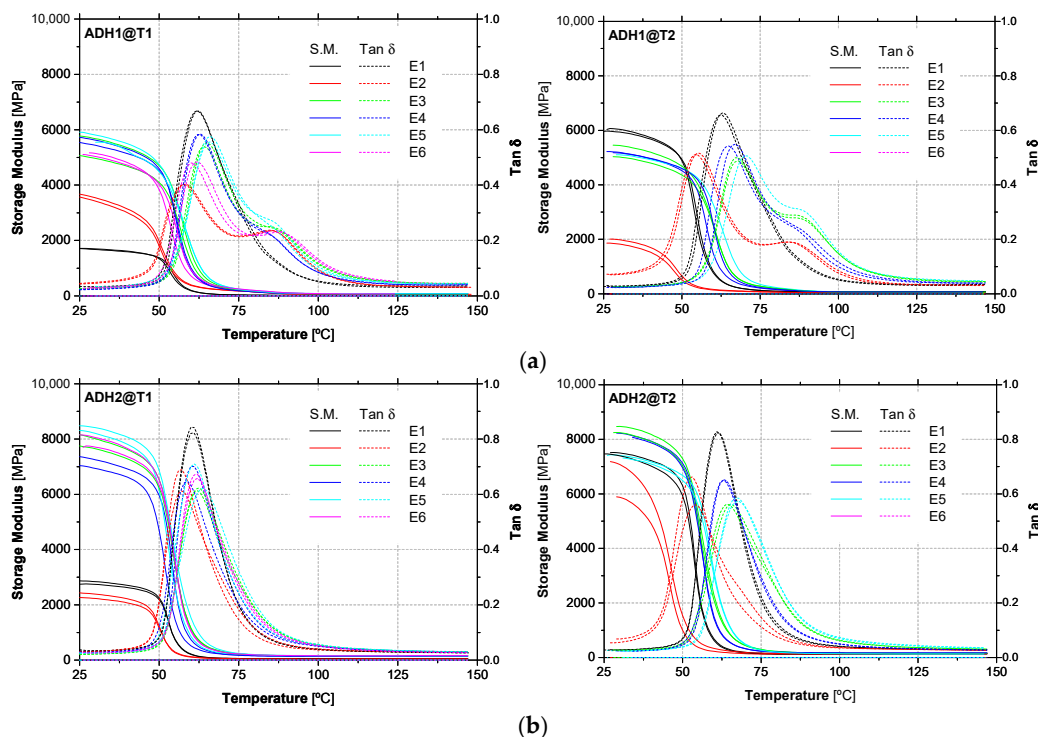 ADH1@T1
S.M. Tan δ
E1
E2
E3
E4
E5
E6
10,000
8000
6000
4000
2000
0
Storage Modulus [MPa]
1.0
0.8
0.6
0.4
0.2
0.0
Tan δ
25 50 75 100 125 150
Temperature [ºC]
ADH1@T2
S.M. Tan δ
E1
E2
E3
E4
E5
E6
10,000
8000
6000
4000
2000
0
Storage Modulus [MPa]
1.0
0.8
0.6
0.4
0.2
0.0
Tan δ
25 50 75 100 125 150
Temperature [ºC]
(a)
ADH2@T1
S.M. Tan δ
E1
E2
E3
E4
E5
E6
10,000
8000
6000
4000
2000
0
Storage Modulus [MPa]
1.0
0.8
0.6
0.4
0.2
0.0
Tan δ
25 50 75 100 125 150
Temperature [ºC]
ADH2@T2
S.M. Tan δ
E1
E2
E3
E4
E5
E6
10,000
8000
6000
4000
2000
0
Storage Modulus [MPa]
1.0
0.8
0.6
0.4
0.2
0.0
Tan δ
25 50 75 100 125 150
Temperature [ºC]
(b)